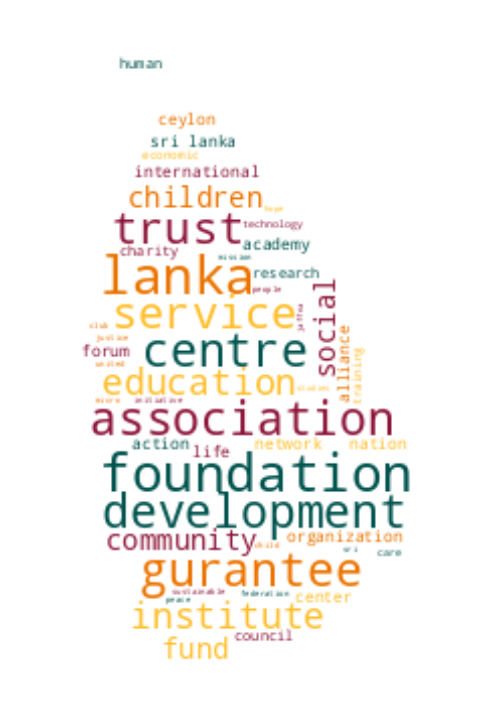 human
ceylon
sri lanka
economic
international
children
hope
trust
technology
academy
charity
mission
lanka
research
people
service
jaffna
social
club
justice
forum
centre
alliance
training
united
education
studies
micro
initiative
association
action
life
network
nation
foundation
development
community
child
organization
sri
care
gurantee
sustainable
federation
peace
center
institute
council
fund